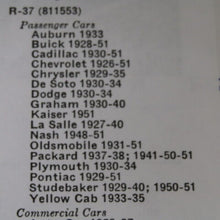 R-37 (811553)
Passenger Cars
Auburn 1933
Buick 1928-51
Cadillac 1930-51
Chevrolet 1926-51
Chrysler 1929-35
De Soto 1930-34
Dodge 1930-34
Graham 1930-40
Kaiser 1951
La Salle 1927-40
Nash 1948-51
Oldsmobile 1931-51
Packard 1937-38; 1941-50-51
Plymouth 1930-34
Pontiac 1929-51
Studebaker 1929-40; 1950-51
Yellow Cab 1933-35
Commercial Cars